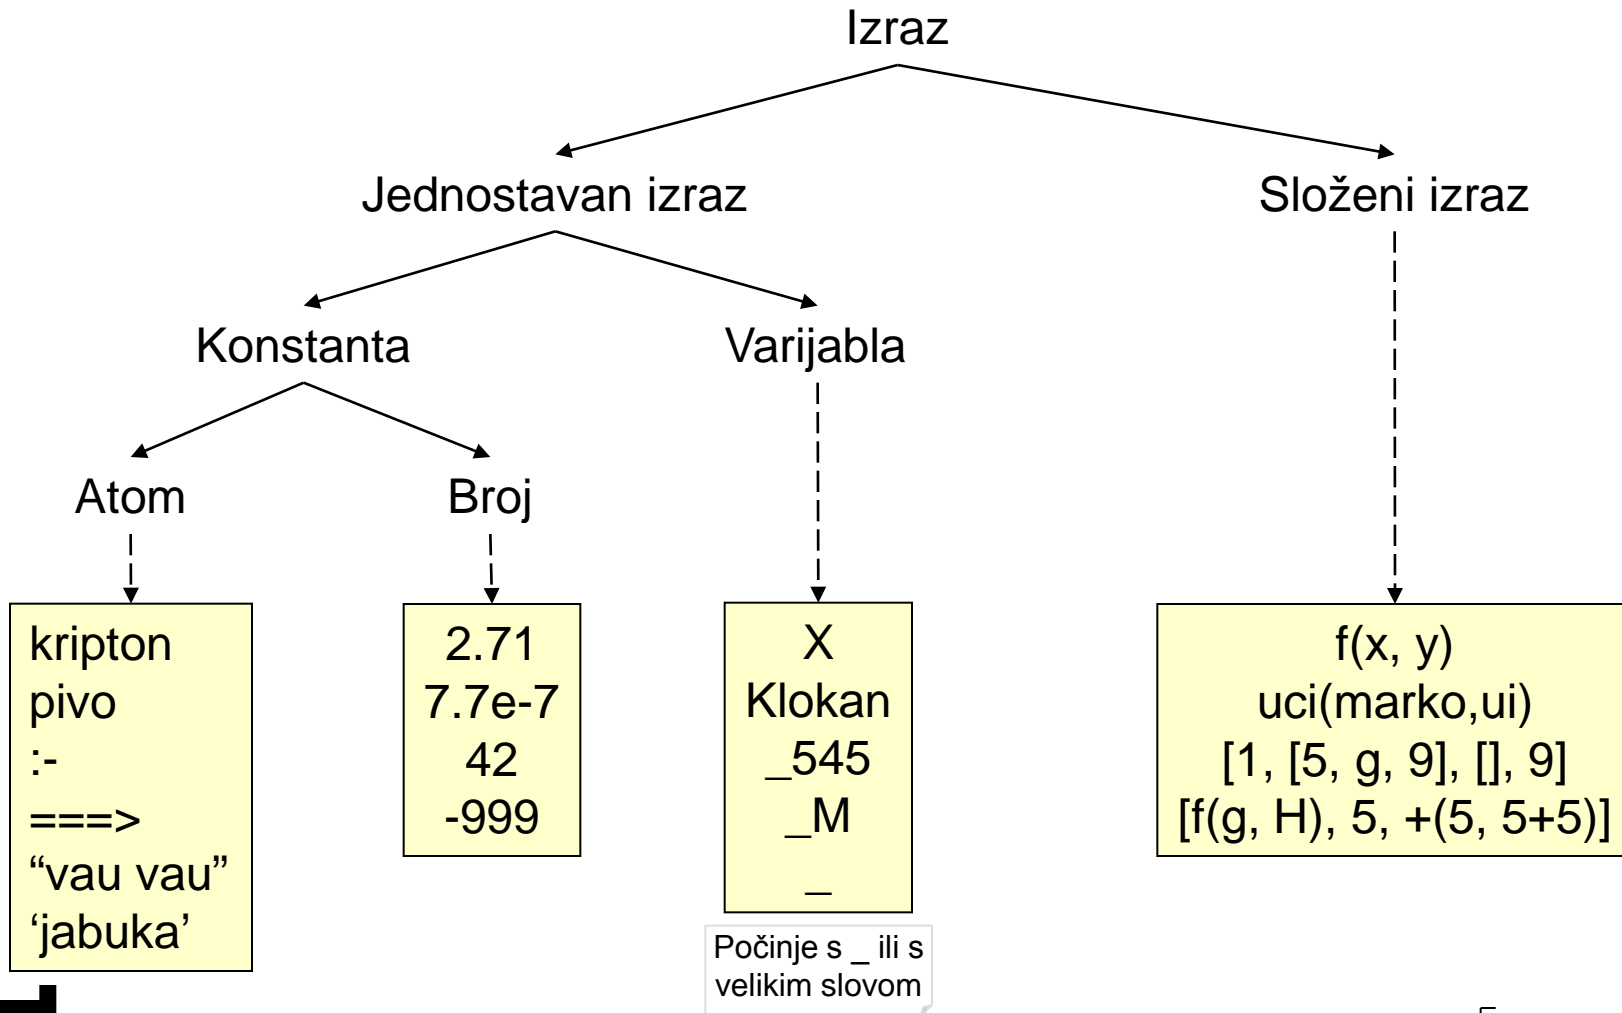 Izraz
Jednostavan izraz
Složeni izraz
Konstanta
Varijabla
Atom
Broj
kripton
pivo
:-
===>
“vau vau”
‘jabuka’
2.71
7.7e-7
42
-999
X
Klokan
_545
_M
_
f(x, y)
uci(marko,ui)
[1, [5, g, 9], [], 9]
[f(g, H), 5, +(5, 5+5)]
Počinje s _ ili s
velikim slovom